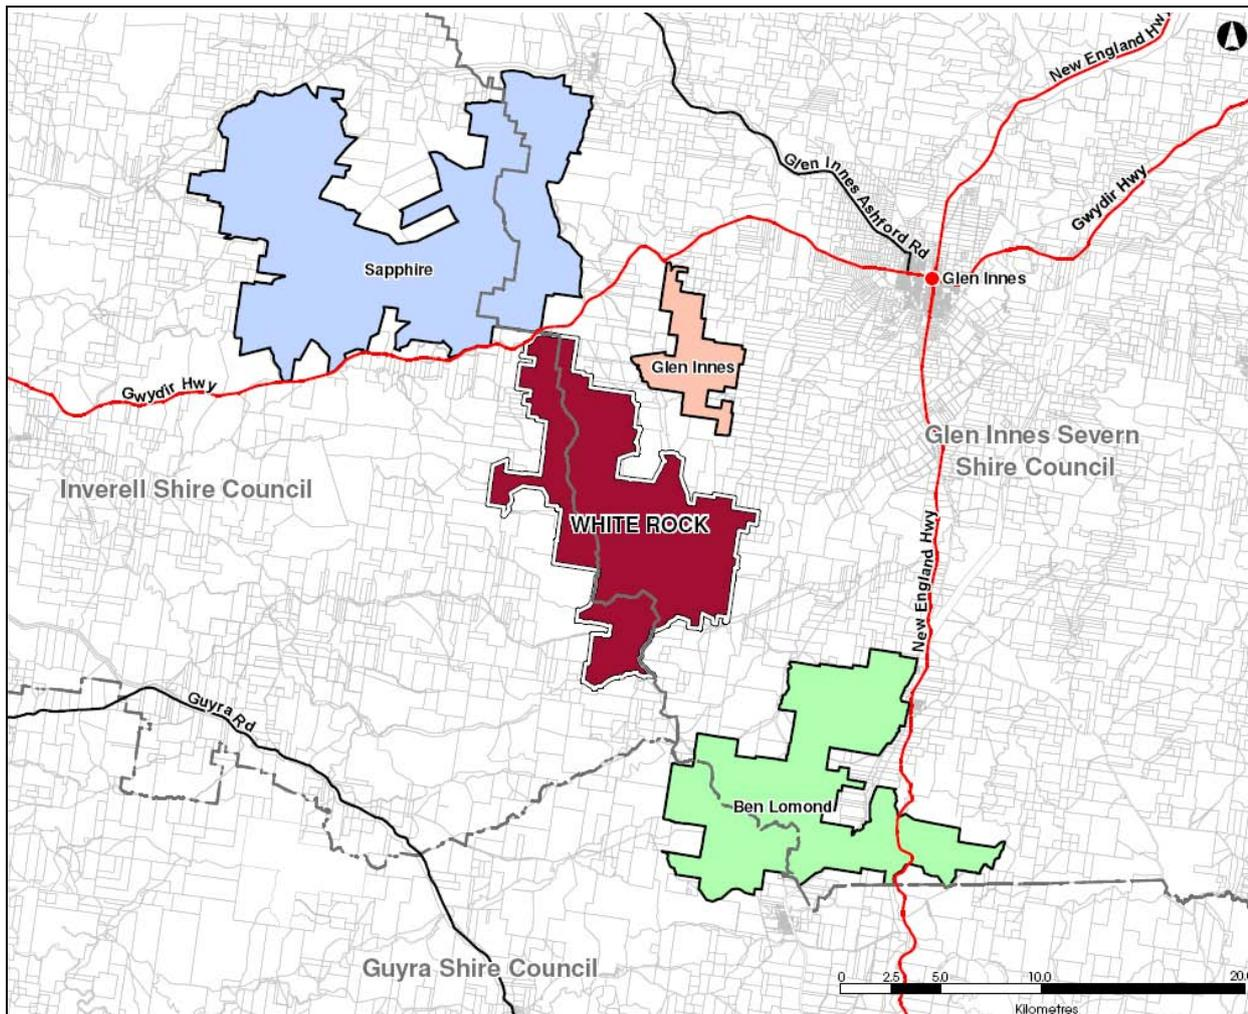 New England Hwy
Glen Innes Ashford Rd
Gwydir Hwy
Sapphire
Glen Innes
Glen Innes
Gwydir Hwy
Glen Innes Severn
Shire Council
Inverell Shire Council
WHITE ROCK
New England Hwy
Guyra Rd
Ben Lomond
Guyra Shire Council
0 2.5 5.0 10.0 20.0
Kilometres